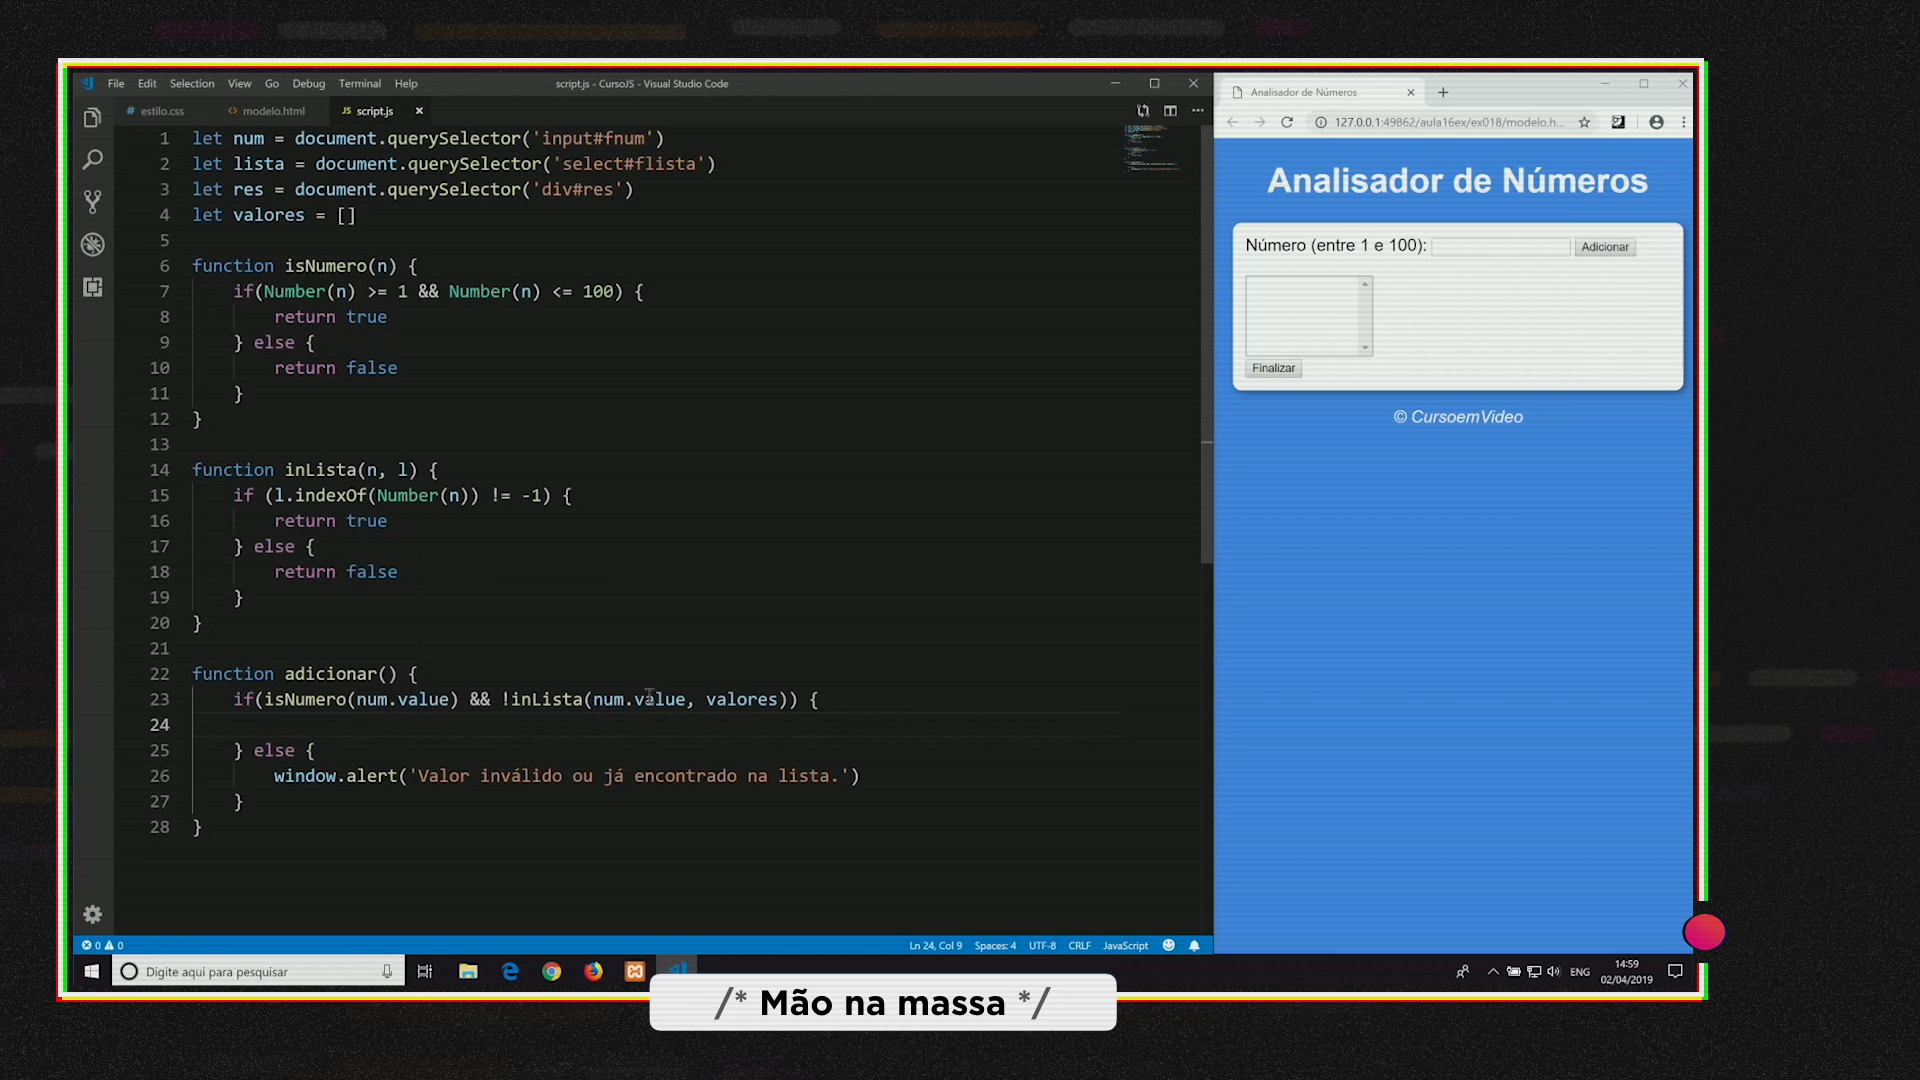 File Edit Selection View Go Debug Terminal Help
script.js - CursoJS - Visual Studio Code
estilo.css
modelo.html
JS script.js
1 let num = document.querySelector('input#fnum')
2 let lista = document.querySelector('select#flista')
3 let res = document.querySelector('div#res')
4 let valores = []
5
6 function isNumero(n) {
7 if(Number(n) >= 1 && Number(n) <= 100) {
8 return true
9 } else {
10 return false
11 }
12 }
13
14 function inLista(n, l) {
15 if (l.indexOf(Number(n)) != -1) {
16 return true
17 } else {
18 return false
19 }
20 }
21
22 function adicionar() {
23 if(isNumero(num.value) && !inLista(num.value, valores)) {
24
25 } else {
26 window.alert('Valor inválido ou já encontrado na lista.')
27 }
28 }
0 0
Ln 24, Col 9 Spaces: 4 UTF-8 CRLF JavaScript
Analisador de Números
127.0.0.1:49862/aula16ex/ex018/modelo.h...
Analisador de Números
Número (entre 1 e 100): Adicionar
Finalizar
© CursoemVideo
Digite aqui para pesquisar
ENG
14:59
02/04/2019
/* Mão na massa */